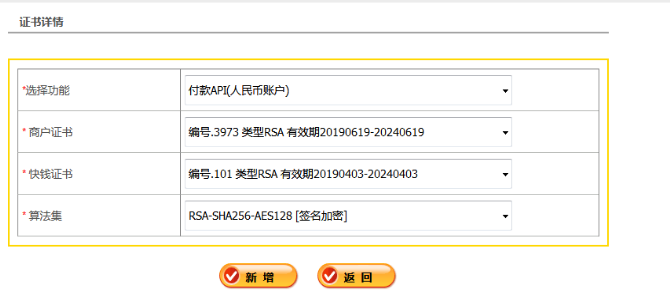 证书详情
*选择功能 付款API(人民币账户)
* 商户证书 编号.3973 类型RSA 有效期20190619-20240619
* 快钱证书 编号.101 类型RSA 有效期20190403-20240403
* 算法集 RSA-SHA256-AES128 [签名加密]
新 增 返 回